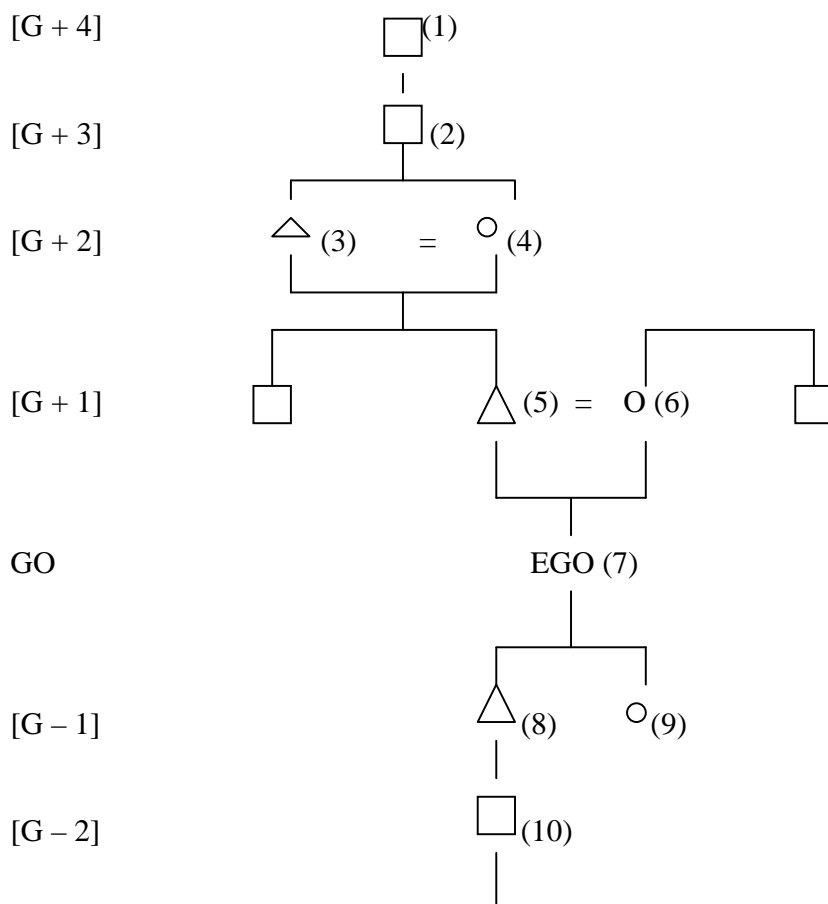 [G + 4] (1)
[G + 3] (2)
[G + 2] (3) = (4)
[G + 1] (5) = O (6)
GO EGO (7)
[G – 1] (8) (9)
[G – 2] (10)